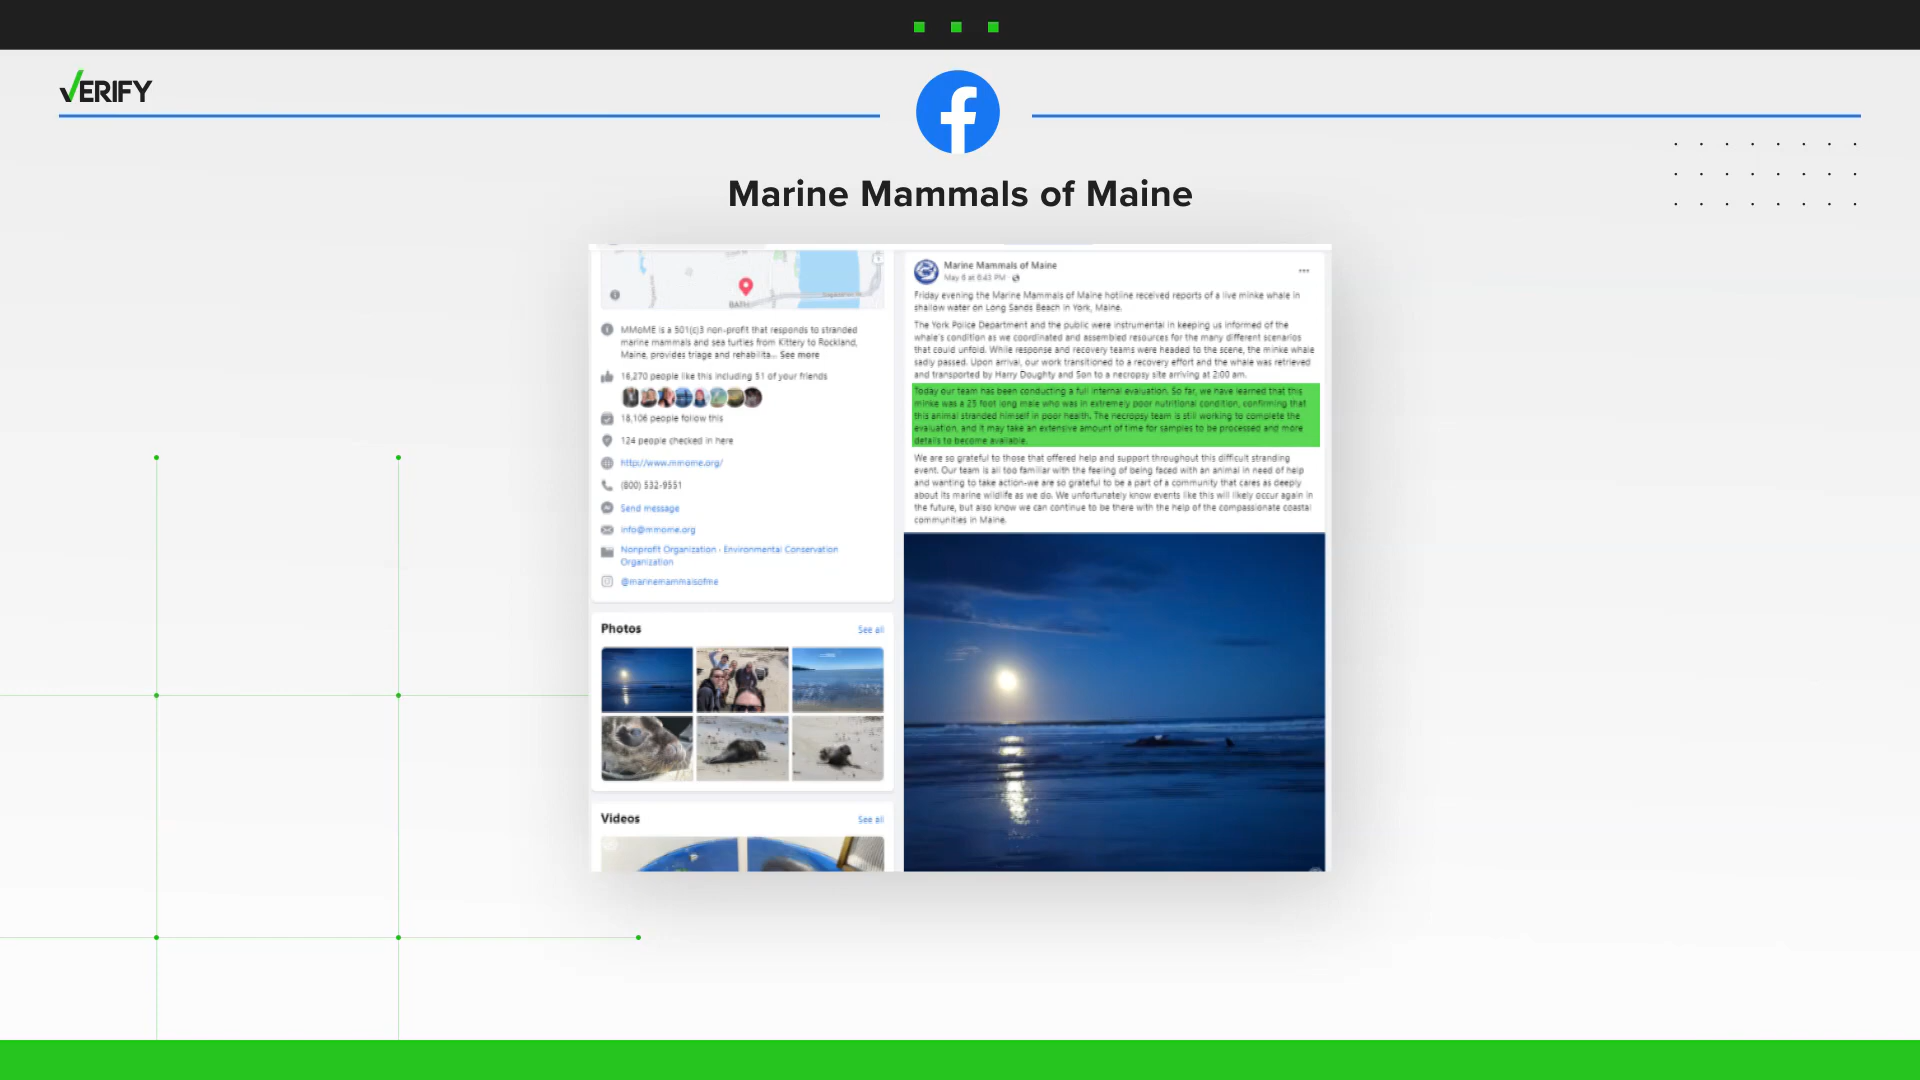 VERIFY
Marine Mammals of Maine
BATH
MMoME is a 501(c)3 non-profit that responds to stranded
marine mammals and sea turtles from Kittery to Rockland,
Maine, provides triage and rehabilita... See more
16,270 people like this including 51 of your friends
18,106 people follow this
124 people checked in here
http://www.mmome.org/
(800) 532-9551
Send message
info@mmome.org
Nonprofit Organization · Environmental Conservation
Organization
@marinemammalsofme
Photos See all
Videos See all
Marine Mammals of Maine
May 6 at 6:43 PM
Friday evening the Marine Mammals of Maine hotline received reports of a live minke whale in
shallow water on Long Sands Beach in York, Maine.
The York Police Department and the public were instrumental in keeping us informed of the
whale's condition as we coordinated and assembled resources for the many different scenarios
that could unfold. While response and recovery teams were headed to the scene, the minke whale
sadly passed. Upon arrival, our work transitioned to a recovery effort and the whale was retrieved
and transported by Harry Doughty and Son to a necropsy site arriving at 2:00 am.
Today our team has been conducting a full internal evaluation. So far, we have learned that this
minke was a 25 foot long male who was in extremely poor nutritional condition, confirming that
this animal stranded himself in poor health. The necropsy team is still working to complete the
evaluation, and it may take an extensive amount of time for samples to be processed and more
details to become available.
We are so grateful to those that offered help and support throughout this difficult stranding
event. Our team is all too familiar with the feeling of being faced with an animal in need of help
and wanting to take action-we are so grateful to be a part of a community that cares as deeply
about its marine wildlife as we do. We unfortunately know events like this will likely occur again in
the future, but also know we can continue to be there with the help of the compassionate coastal
communities in Maine.